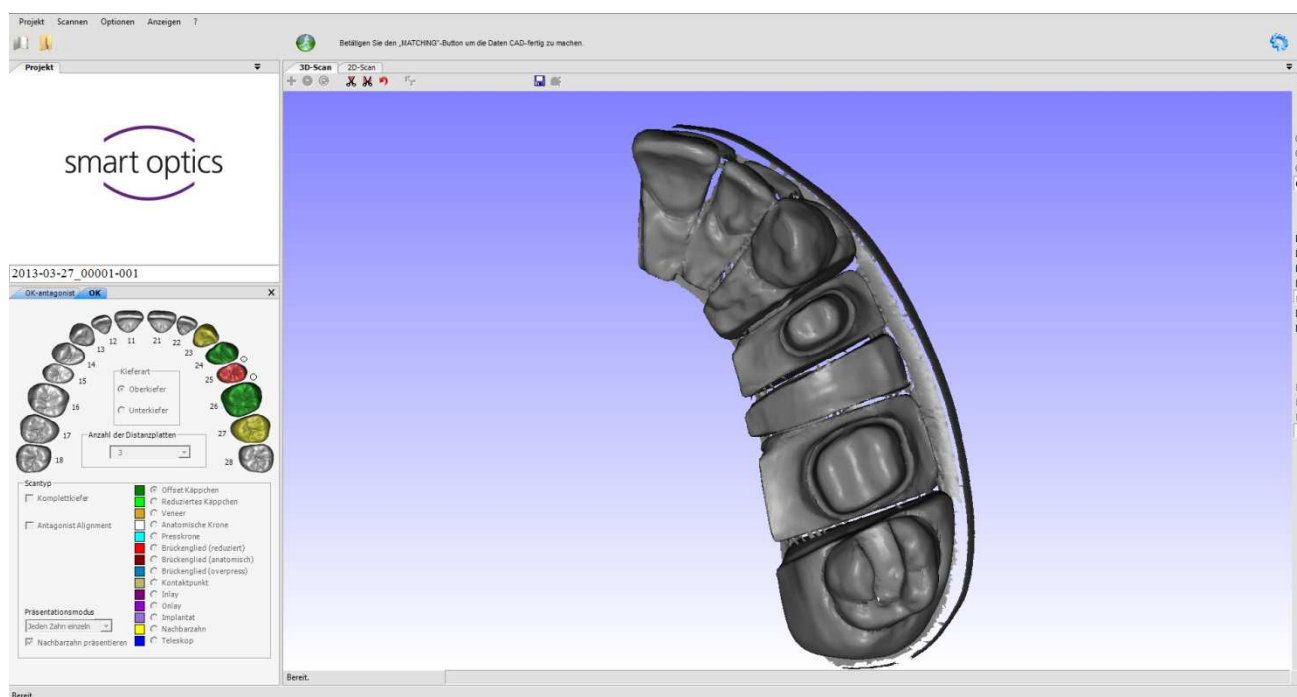 Projekt Scannen Optionen Anzeigen ?
Betätigen Sie den „MATCHING“-Button um die Daten CAD-fertig zu machen.
Projekt
3D-Scan 2D-Scan
smart optics
2013-03-27_00001-001
OK-antagonist OK
12 11 21 22
13 23
14 24
15 25
16 26
17 27
18 28
Kieferart
Oberkiefer
Unterkiefer
Anzahl der Distanzplatten
3
Scantyp
Komplettkiefer
Antagonist Alignment
Offset Käppchen
Reduziertes Käppchen
Veneer
Anatomische Krone
Presskrone
Brückenglied (reduziert)
Brückenglied (anatomisch)
Brückenglied (overpress)
Kontaktpunkt
Inlay
Onlay
Implantat
Nachbarzahn
Teleskop
Präsentationsmodus
Jeden Zahn einzeln
Nachbarzahn präsentieren
Bereit.
Bereit.